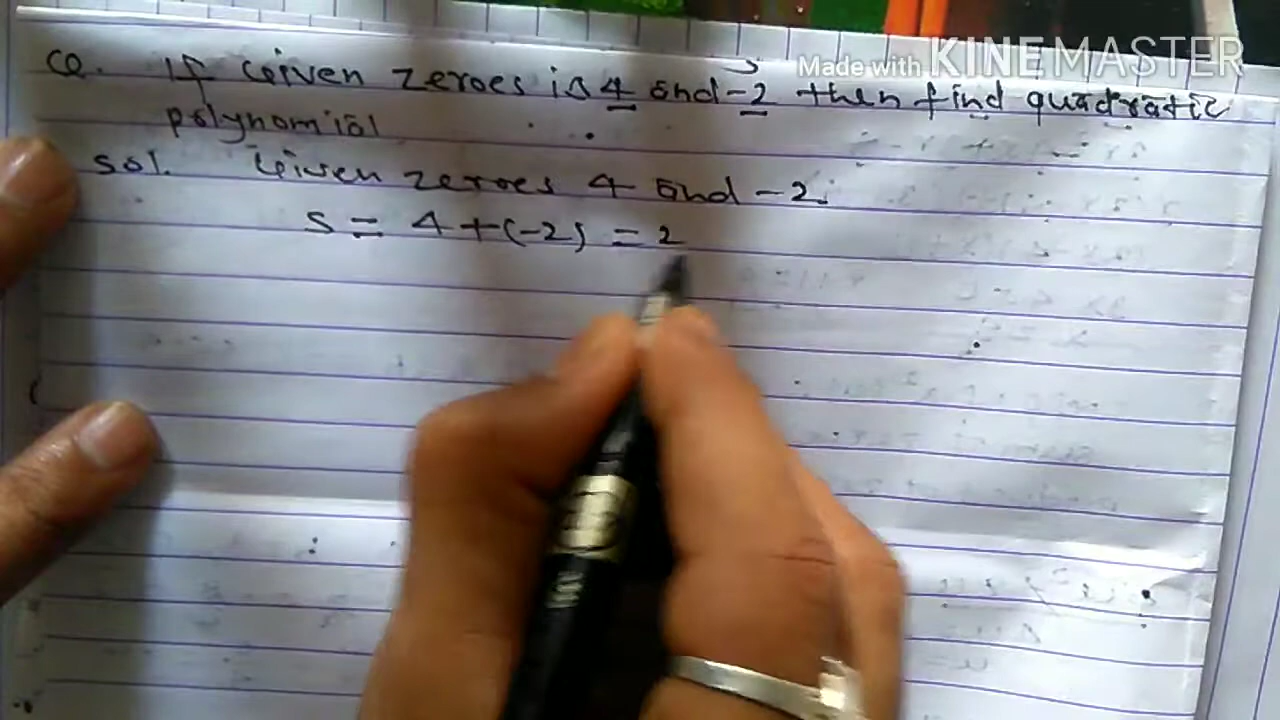 Made with KINEMASTER
Q. If Given zeroes is 4 and -2 then find quadratic
polynomial
Sol. Given zeroes 4 and -2.
S = 4+(-2) = 2